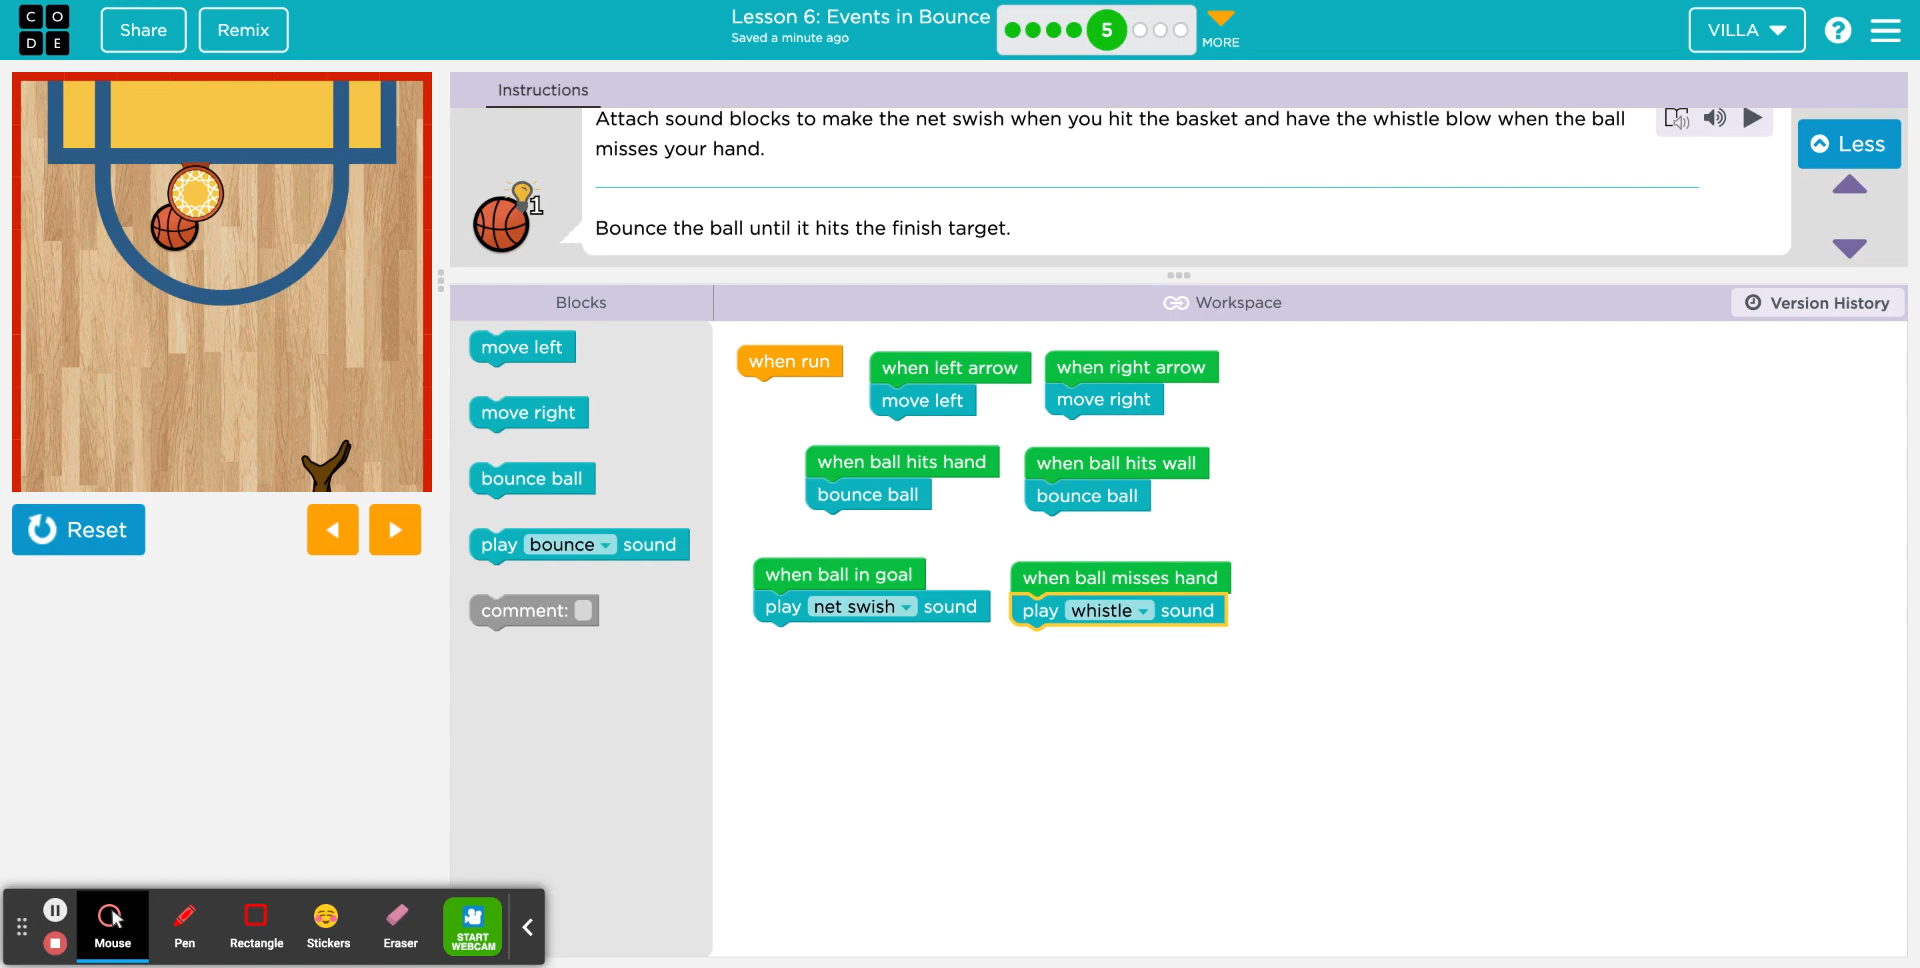 C O
D E
Share
Remix
Lesson 6: Events in Bounce
Saved a minute ago
5
MORE
VILLA
?
Instructions
Attach sound blocks to make the net swish when you hit the basket and have the whistle blow when the ball
misses your hand.
Less
1
Bounce the ball until it hits the finish target.
Reset
Blocks
Workspace
Version History
move left
move right
bounce ball
play bounce sound
comment:
when run
when left arrow
move left
when right arrow
move right
when ball hits hand
bounce ball
when ball hits wall
bounce ball
when ball in goal
play net swish sound
when ball misses hand
play whistle sound
Mouse
Pen
Rectangle
Stickers
Eraser
START
WEBCAM